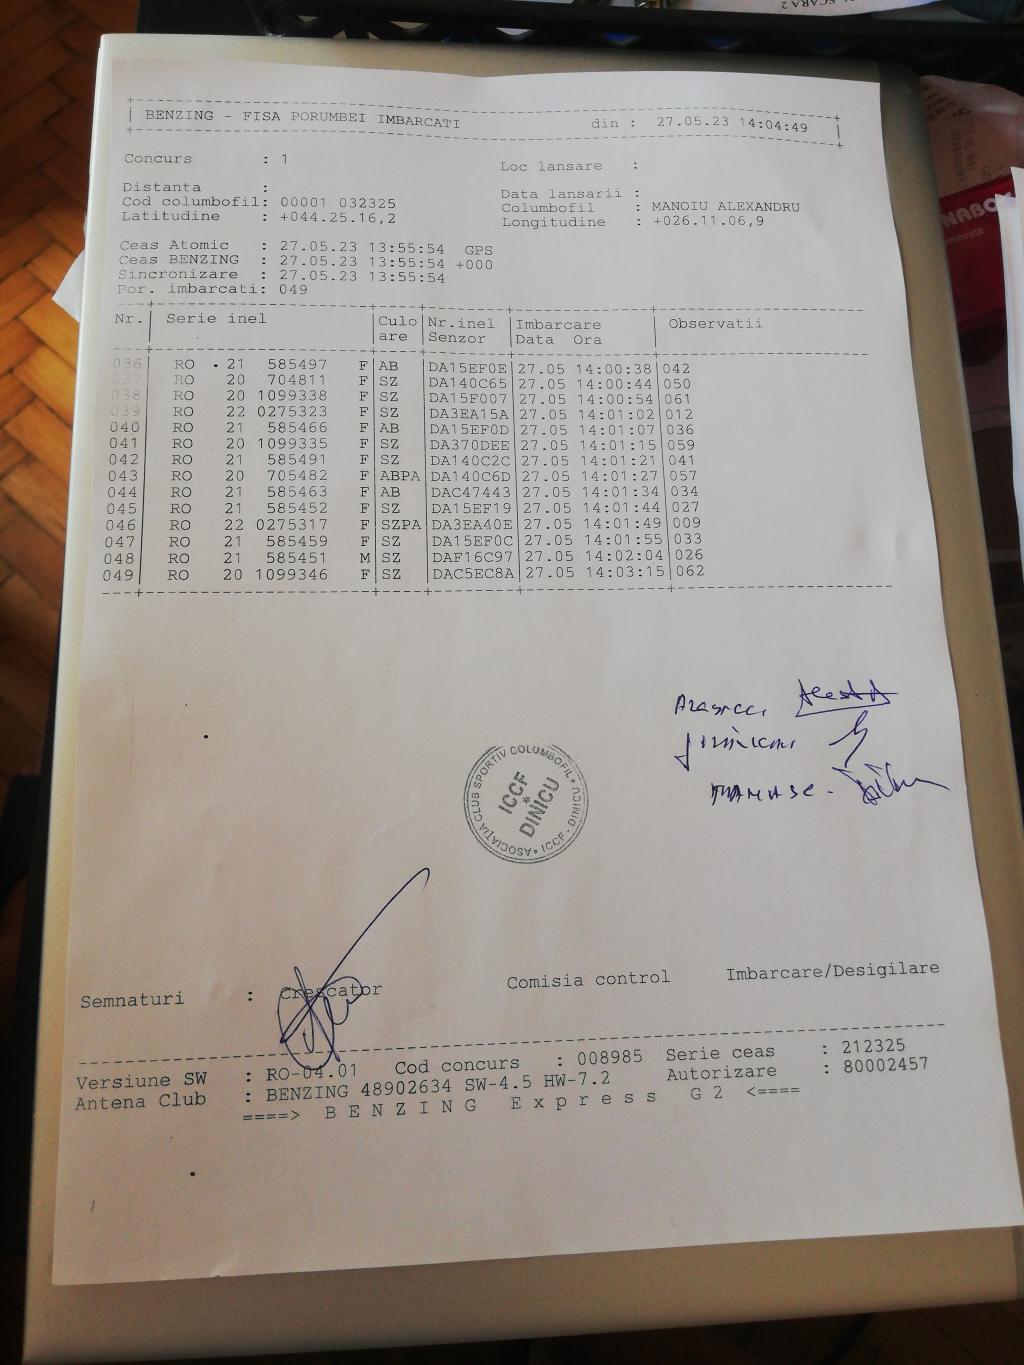 BENZING - FISA PORUMBEI IMBARCATI din : 27.05.23 14:04:49
Concurs : 1 Loc lansare :
Distanta : Data lansarii :
Cod columbofil: 00001 032325 Columbofil : MANOIU ALEXANDRU
Latitudine : +044.25.16,2 Longitudine : +026.11.06,9
Ceas Atomic : 27.05.23 13:55:54 GPS
Ceas BENZING : 27.05.23 13:55:54 +000
Sincronizare : 27.05.23 13:55:54
Por. imbarcati: 049
Nr. | Serie inel | Culo | Nr.inel | Imbarcare | Observatii
are | Senzor | Data Ora
036 RO 21 585497 F AB DA15EF0E 27.05 14:00:38 042
037 RO 20 704811 F SZ DA140C65 27.05 14:00:44 050
038 RO 20 1099338 F SZ DA15F007 27.05 14:00:54 061
039 RO 22 0275323 F SZ DA3EA15A 27.05 14:01:02 012
040 RO 21 585466 F AB DA15EF0D 27.05 14:01:07 036
041 RO 20 1099335 F SZ DA370DEE 27.05 14:01:15 059
042 RO 21 585491 F SZ DA140C2C 27.05 14:01:21 041
043 RO 20 705482 F ABPA DA140C6D 27.05 14:01:27 057
044 RO 21 585463 F AB DAC47443 27.05 14:01:34 034
045 RO 21 585452 F SZ DA15EF19 27.05 14:01:44 027
046 RO 22 0275317 F SZPA DA3EA40E 27.05 14:01:49 009
047 RO 21 585459 F SZ DA15EF0C 27.05 14:01:55 033
048 RO 21 585451 M SZ DAF16C97 27.05 14:02:04 026
049 RO 20 1099346 F SZ DAC5EC8A 27.05 14:03:15 062
ASOCIAȚIA CLUB SPORTIV COLUMBOFIL * ICCF - DINICU *
ICCF
*
DINICU
Semnaturi : Crescator Comisia control Imbarcare/Desigilare
Versiune SW : RO-04.01 Cod concurs : 008985 Serie ceas : 212325
Antena Club : BENZING 48902634 SW-4.5 HW-7.2 Autorizare : 80002457
====> B E N Z I N G E x p r e s s G 2 <====